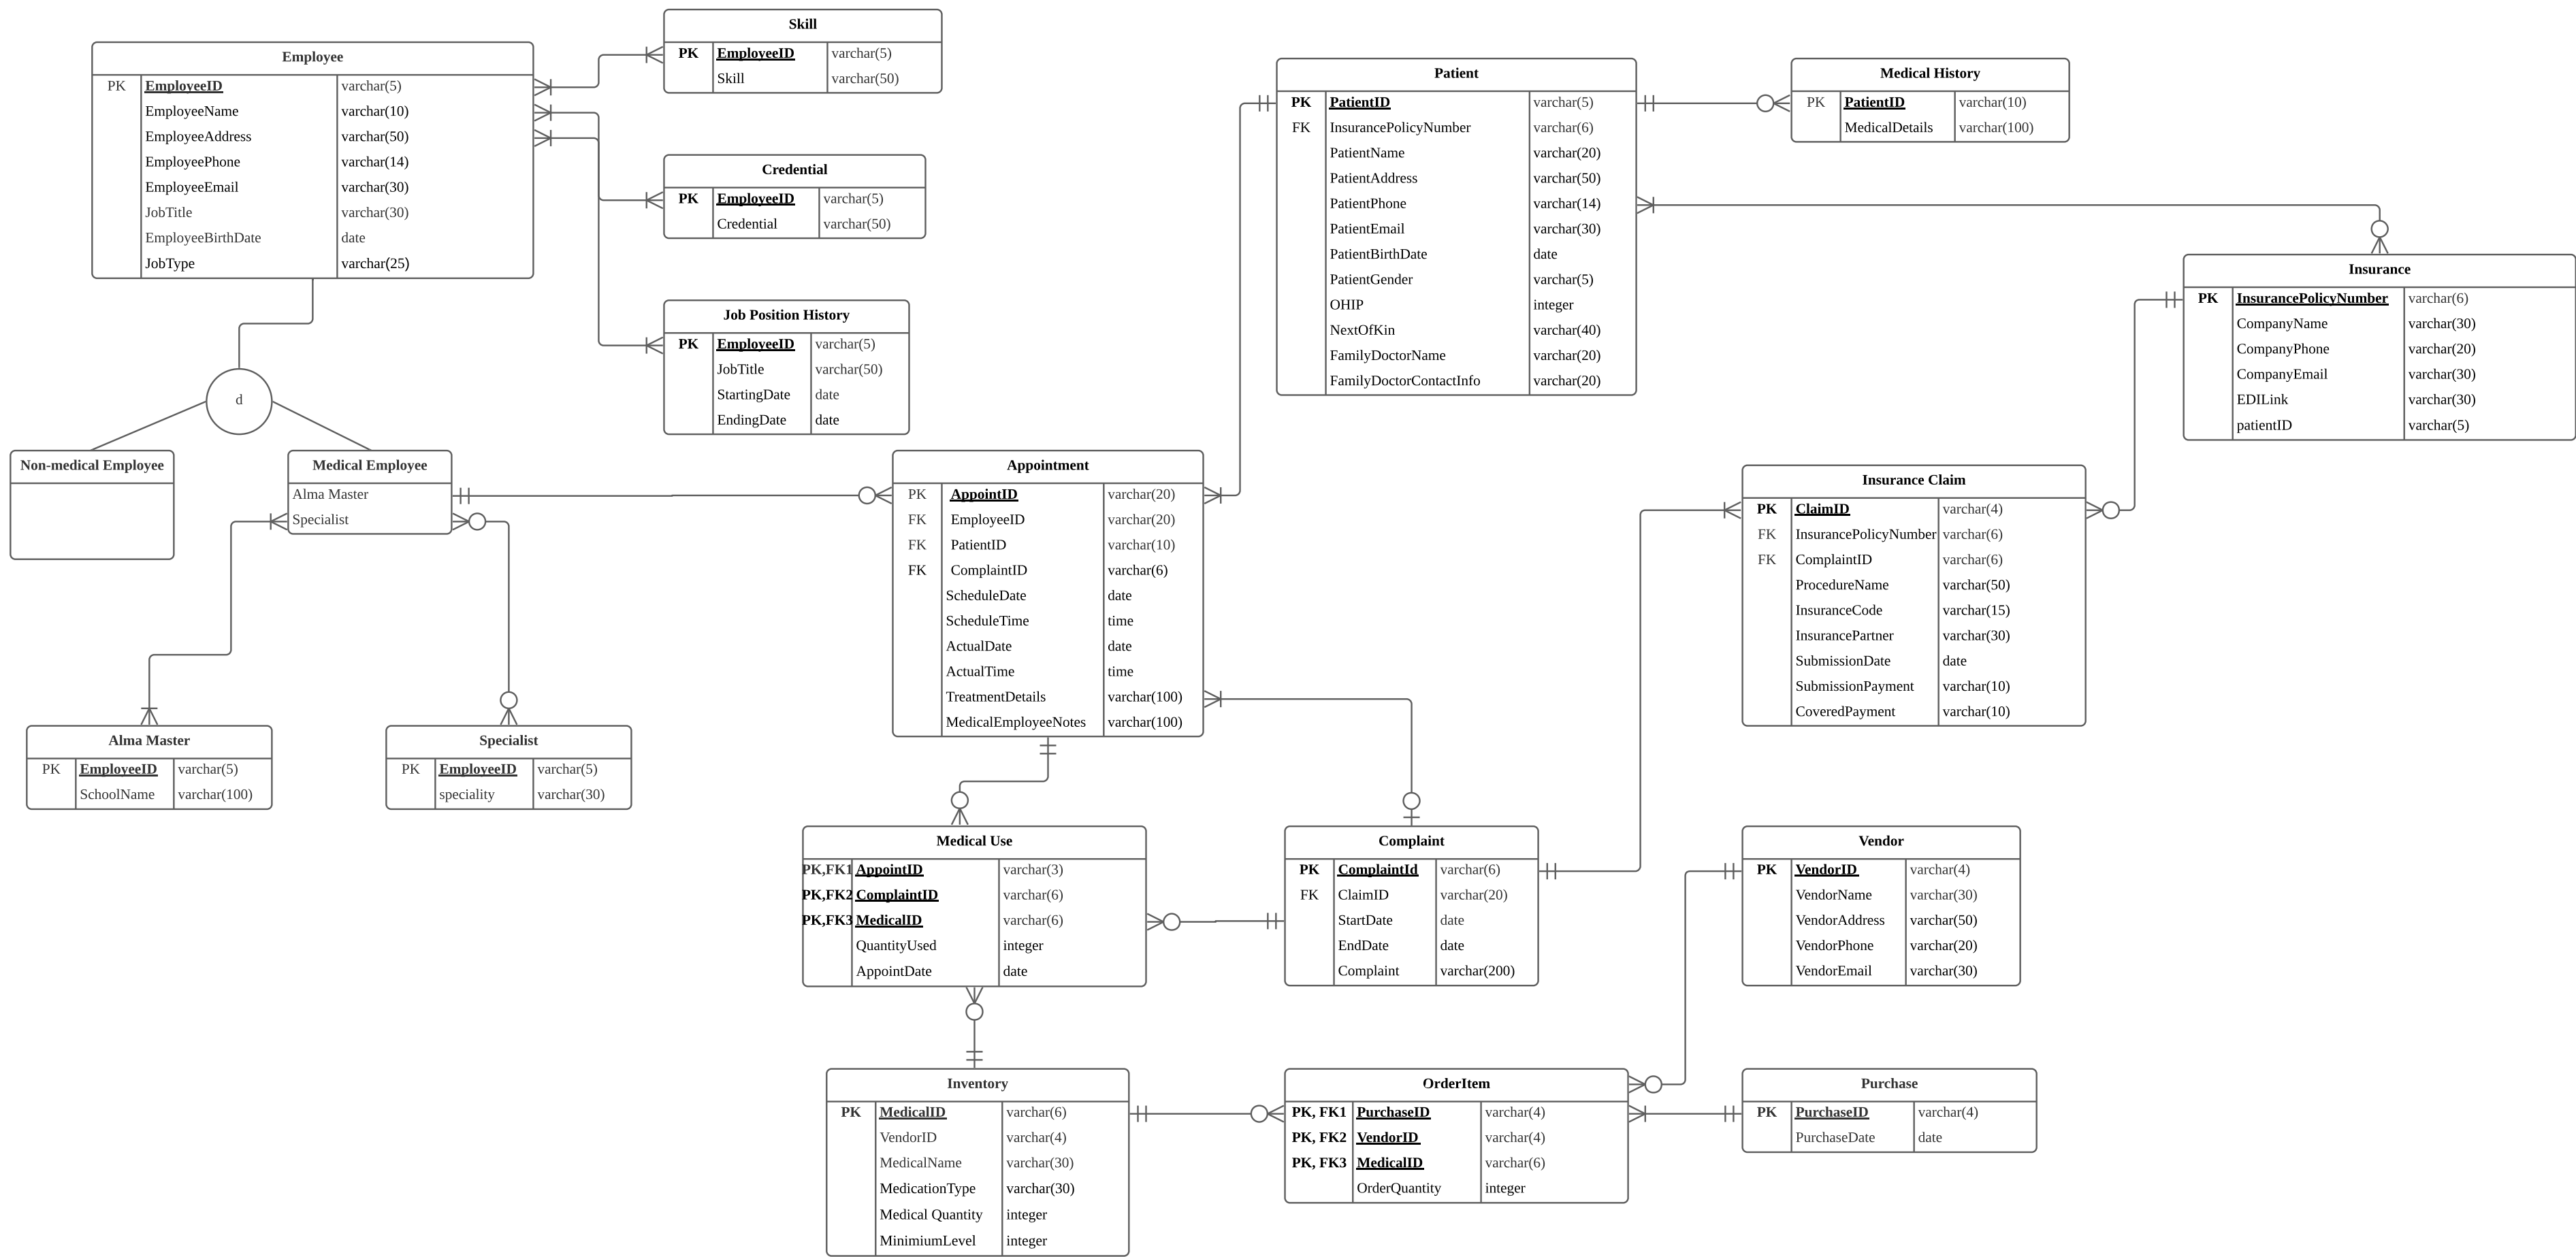 Employee
PK EmployeeID varchar(5)
EmployeeName varchar(10)
EmployeeAddress varchar(50)
EmployeePhone varchar(14)
EmployeeEmail varchar(30)
JobTitle varchar(30)
EmployeeBirthDate date
JobType varchar(25)
Skill
PK EmployeeID varchar(5)
Skill varchar(50)
Credential
PK EmployeeID varchar(5)
Credential varchar(50)
Job Position History
PK EmployeeID varchar(5)
JobTitle varchar(50)
StartingDate date
EndingDate date
Patient
PK PatientID varchar(5)
FK InsurancePolicyNumber varchar(6)
PatientName varchar(20)
PatientAddress varchar(50)
PatientPhone varchar(14)
PatientEmail varchar(30)
PatientBirthDate date
PatientGender varchar(5)
OHIP integer
NextOfKin varchar(40)
FamilyDoctorName varchar(20)
FamilyDoctorContactInfo varchar(20)
Medical History
PK PatientID varchar(10)
MedicalDetails varchar(100)
Insurance
PK InsurancePolicyNumber varchar(6)
CompanyName varchar(30)
CompanyPhone varchar(20)
CompanyEmail varchar(30)
EDILink varchar(30)
patientID varchar(5)
d
Non-medical Employee
Medical Employee
Alma Master
Specialist
Appointment
PK AppointID varchar(20)
FK EmployeeID varchar(20)
FK PatientID varchar(10)
FK ComplaintID varchar(6)
ScheduleDate date
ScheduleTime time
ActualDate date
ActualTime time
TreatmentDetails varchar(100)
MedicalEmployeeNotes varchar(100)
Insurance Claim
PK ClaimID varchar(4)
FK InsurancePolicyNumber varchar(6)
FK ComplaintID varchar(6)
ProcedureName varchar(50)
InsuranceCode varchar(15)
InsurancePartner varchar(30)
SubmissionDate date
SubmissionPayment varchar(10)
CoveredPayment varchar(10)
Alma Master
PK EmployeeID varchar(5)
SchoolName varchar(100)
Specialist
PK EmployeeID varchar(5)
speciality varchar(30)
Medical Use
PK,FK1 AppointID varchar(3)
PK,FK2 ComplaintID varchar(6)
PK,FK3 MedicalID varchar(6)
QuantityUsed integer
AppointDate date
Complaint
PK ComplaintId varchar(6)
FK ClaimID varchar(20)
StartDate date
EndDate date
Complaint varchar(200)
Vendor
PK VendorID varchar(4)
VendorName varchar(30)
VendorAddress varchar(50)
VendorPhone varchar(20)
VendorEmail varchar(30)
Inventory
PK MedicalID varchar(6)
VendorID varchar(4)
MedicalName varchar(30)
MedicationType varchar(30)
Medical Quantity integer
MinimiumLevel integer
OrderItem
PK, FK1 PurchaseID varchar(4)
PK, FK2 VendorID varchar(4)
PK, FK3 MedicalID varchar(6)
OrderQuantity integer
Purchase
PK PurchaseID varchar(4)
PurchaseDate date